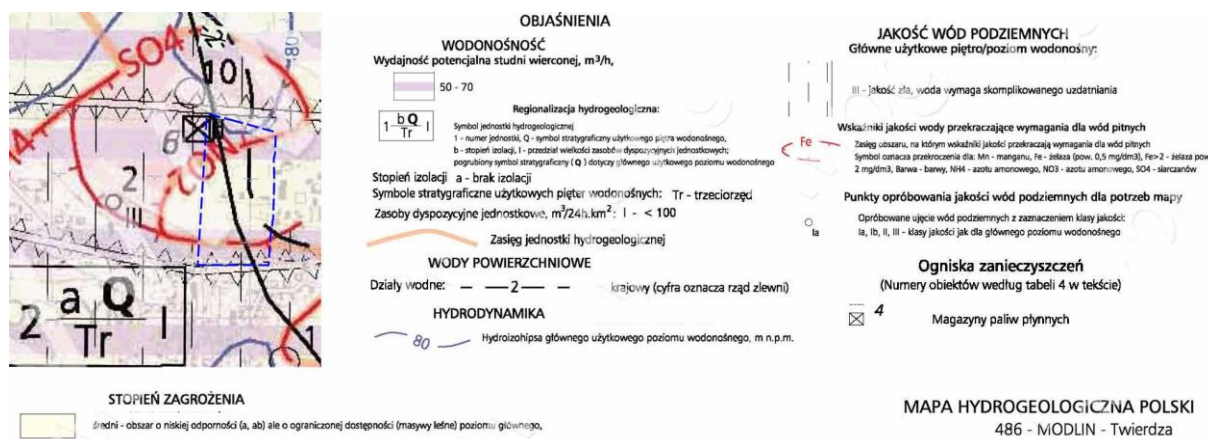 SO4
10
80
6
NO3
2
III
2 a Q
Tr I
1
OBJAŚNIENIA
WODONOŚNOŚĆ
Wydajność potencjalna studni wierconej, m³/h,
50 - 70
Regionalizacja hydrogeologiczna:
1 b Q
Tr I
Symbol jednostki hydrogeologicznej
1 - numer jednostki, Q - symbol stratygraficzny użytkowego piętra wodonośnego,
b - stopień izolacji, I - przedział wielkości zasobów dyspozycyjnych jednostkowych;
pogrubiony symbol stratygraficzny (Q) dotyczy głównego użytkowego poziomu wodonośnego
Stopień izolacji a - brak izolacji
Symbole stratygraficzne użytkowych pięter wodonośnych: Tr - trzeciorzęd
Zasoby dyspozycyjne jednostkowe, m³/24h.km²: I - < 100
Zasięg jednostki hydrogeologicznej
WODY POWIERZCHNIOWE
Działy wodne: 2 krajowy (cyfra oznacza rząd zlewni)
HYDRODYNAMIKA
80 Hydroizohipsa głównego użytkowego poziomu wodonośnego, m n.p.m.
JAKOŚĆ WÓD PODZIEMNYCH
Główne użytkowe piętro/poziom wodonośny:
III - jakość zła, woda wymaga skomplikowanego uzdatniania
Wskaźniki jakości wody przekraczające wymagania dla wód pitnych
Fe Zasięg obszaru, na którym wskaźniki jakości przekraczają wymagania dla wód pitnych
Symbol oznacza przekroczenia dla: Mn - manganu, Fe - żelaza (pow. 0,5 mg/dm3), Fe>2 - żelaza pow
2 mg/dm3, Barwa - barwy, NH4 - azotu amonowego, NO3 - azotu amonowego, SO4 - siarczanów
Punkty opróbowania jakości wód podziemnych dla potrzeb mapy
Opróbowane ujęcie wód podziemnych z zaznaczeniem klasy jakości:
Ia Ia, Ib, II, III - klasy jakości jak dla głównego poziomu wodonośnego
Ogniska zanieczyszczeń
(Numery obiektów według tabeli 4 w tekście)
4 Magazyny paliw płynnych
STOPIEŃ ZAGROŻENIA
średni - obszar o niskiej odporności (a, ab) ale o ograniczonej dostępności (masywy leśne) poziomu głównego,
MAPA HYDROGEOLOGICZNA POLSKI
486 - MODLIN - Twierdza